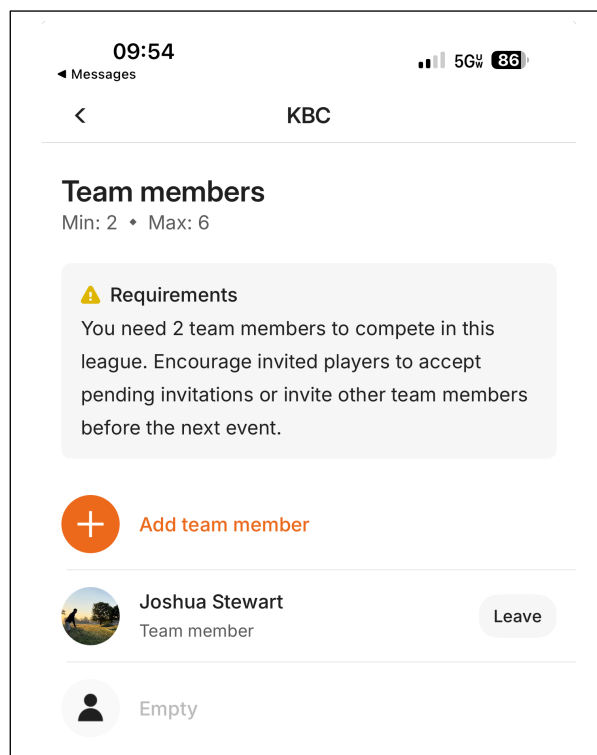 09:54
◀ Messages
5G UW 86
KBC
Team members
Min: 2 ◆ Max: 6
Requirements
You need 2 team members to compete in this
league. Encourage invited players to accept
pending invitations or invite other team members
before the next event.
Add team member
Joshua Stewart
Team member
Leave
Empty